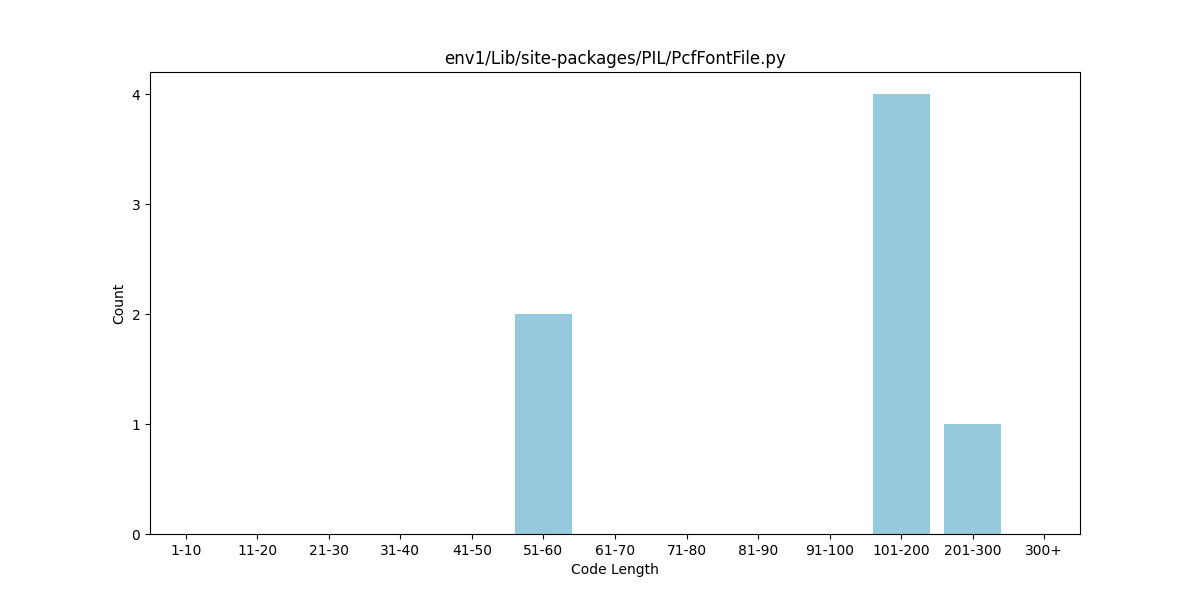 env1/Lib/site-packages/PIL/PcfFontFile.py
Count
4
3
2
1
0
1-10 11-20 21-30 31-40 41-50 51-60 61-70 71-80 81-90 91-100 101-200 201-300 300+
Code Length